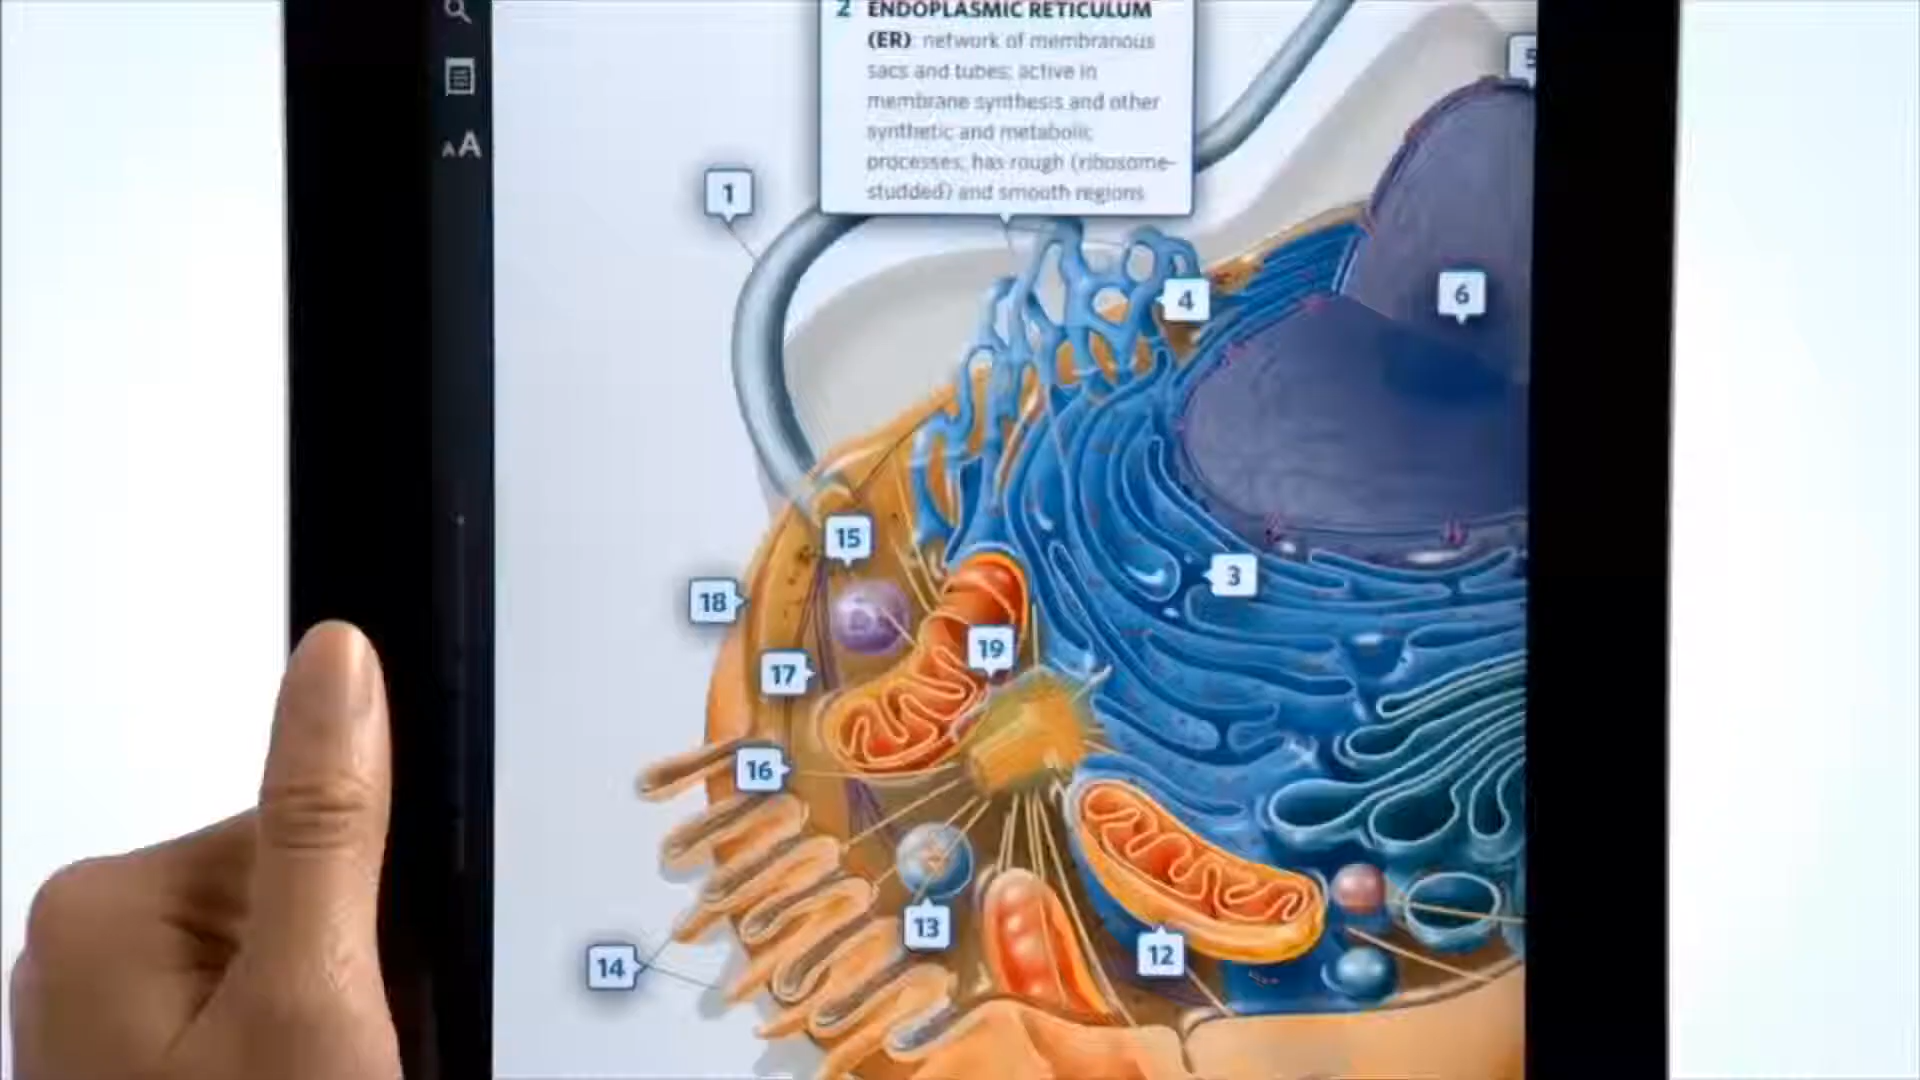 2 ENDOPLASMIC RETICULUM
(ER) network of membranous
sacs and tubes; active in
membrane synthesis and other
synthetic and metabolic
processes; has rough (ribosome-
studded) and smooth regions
AA
1
5
4
6
15
3
18
19
17
16
13
12
14